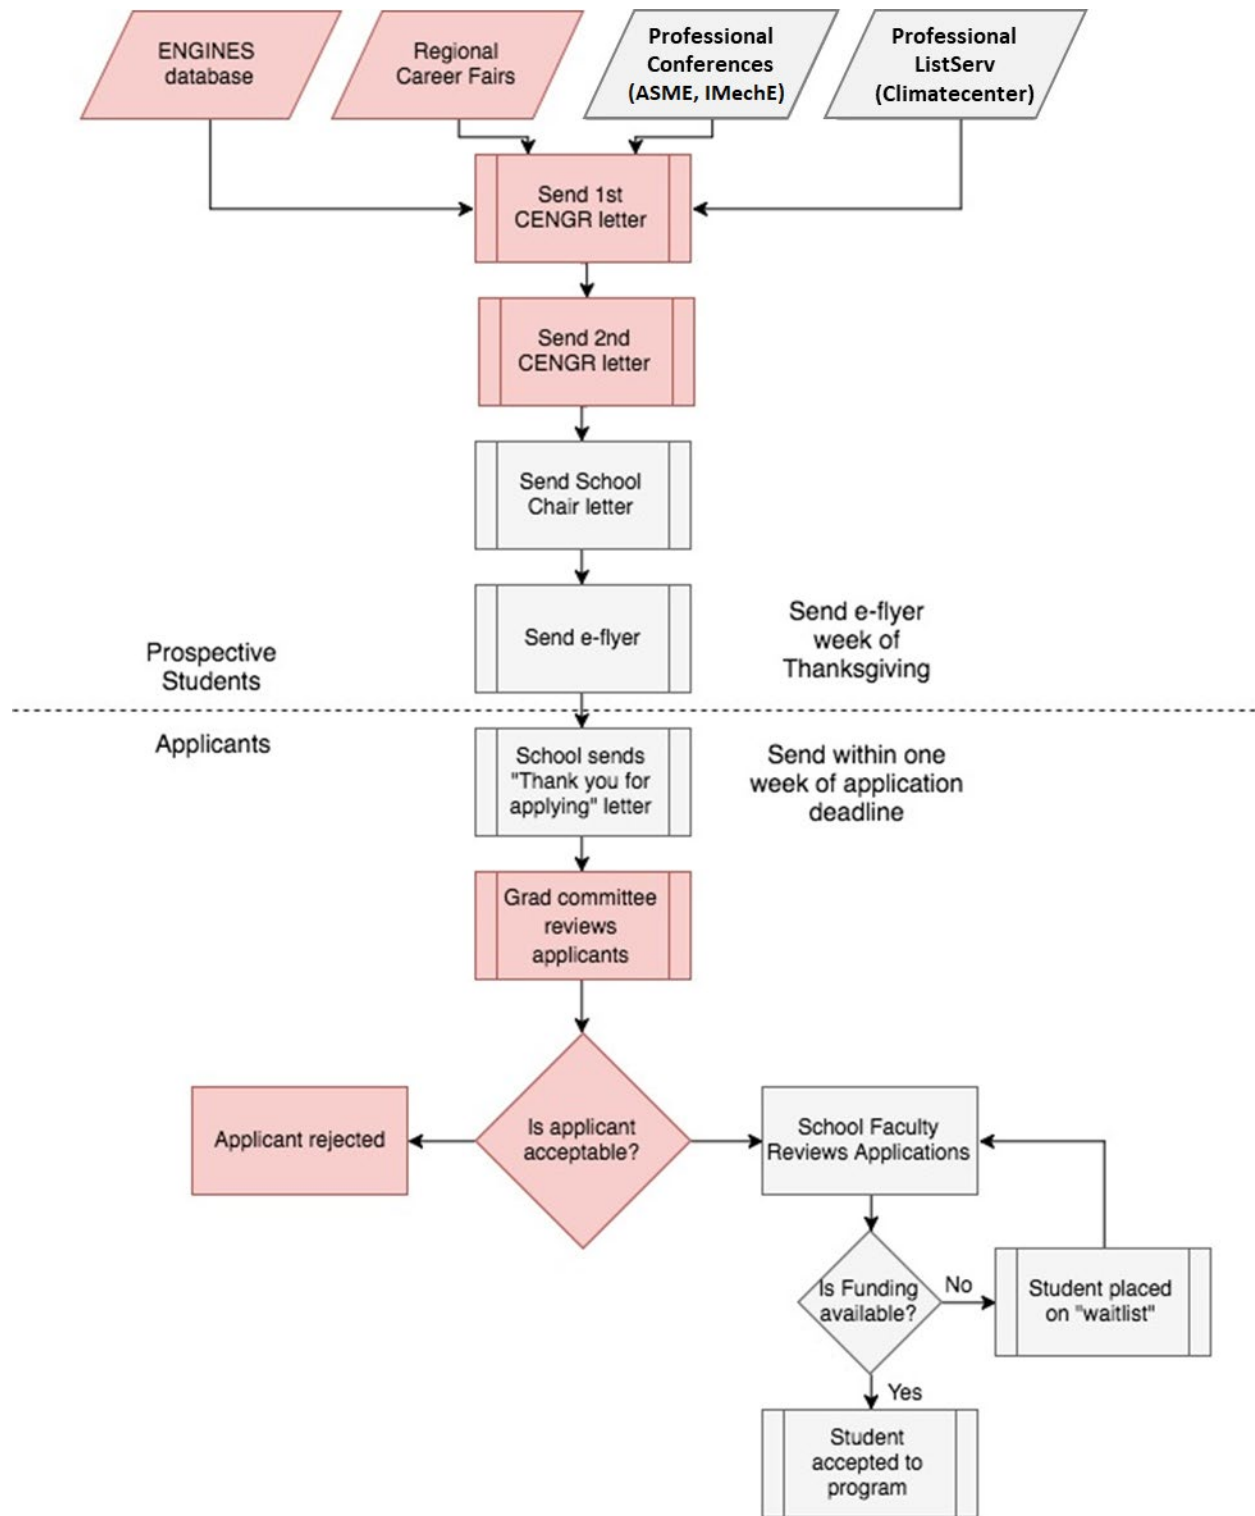 ENGINES
database
Regional
Career Fairs
Professional
Conferences
(ASME, IMechE)
Professional
ListServ
(Climatecenter)
Send 1st
CENGR letter
Send 2nd
CENGR letter
Send School
Chair letter
Send e-flyer
Send e-flyer
week of
Thanksgiving
Prospective
Students
Applicants
School sends
"Thank you for
applying" letter
Send within one
week of application
deadline
Grad committee
reviews
applicants
Applicant rejected
Is applicant
acceptable?
School Faculty
Reviews Applications
Is Funding
available?
No
Student placed
on "waitlist"
Yes
Student
accepted to
program